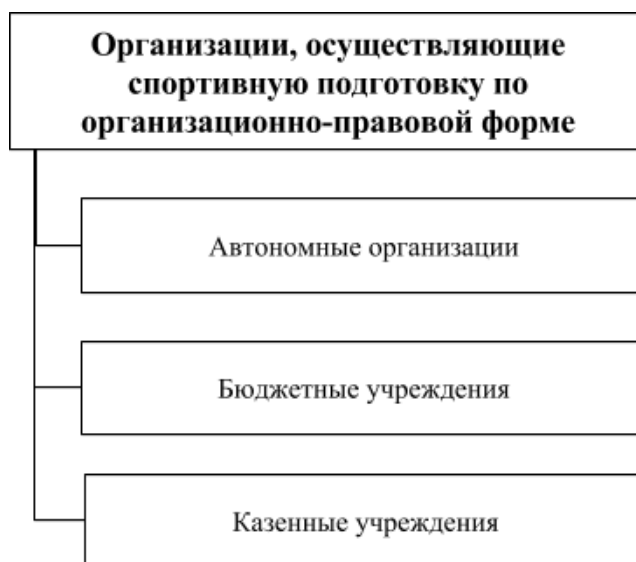 Организации, осуществляющие
спортивную подготовку по
организационно-правовой форме
Автономные организации
Бюджетные учреждения
Казенные учреждения